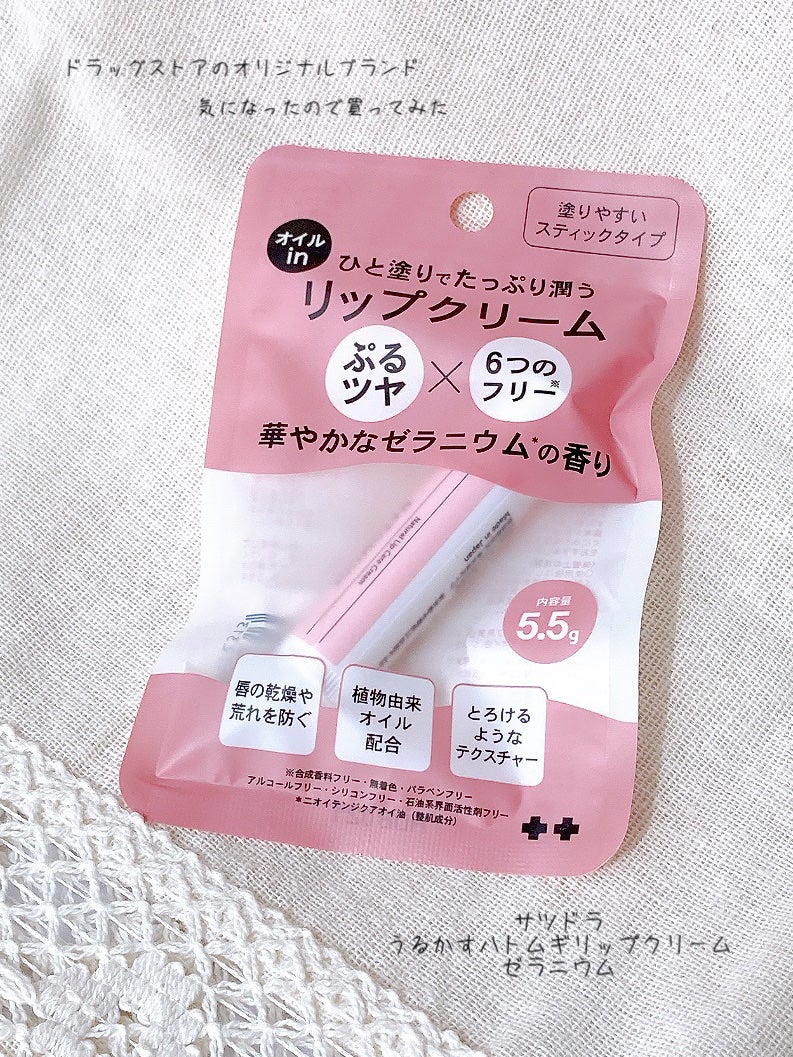 ドラッグストアのオリジナルブランド
気になったので買ってみた
塗りやすい
スティックタイプ
オイル
in
ひと塗りでたっぷり潤う
リップクリーム
ぷる
ツヤ
×
6つの
フリー※
華やかなゼラニウム*の香り
Natural Lip Care Cream
Made in Japan
内容量
5.5g
唇の乾燥や
荒れを防ぐ
植物由来
オイル
配合
とろける
ような
テクスチャー
※合成香料フリー・無着色・パラベンフリー
アルコールフリー・シリコンフリー・石油系界面活性剤フリー
*ニオイテンジクアオイ油（整肌成分）
サツドラ
うるかすハトムギリップクリーム
ゼラニウム